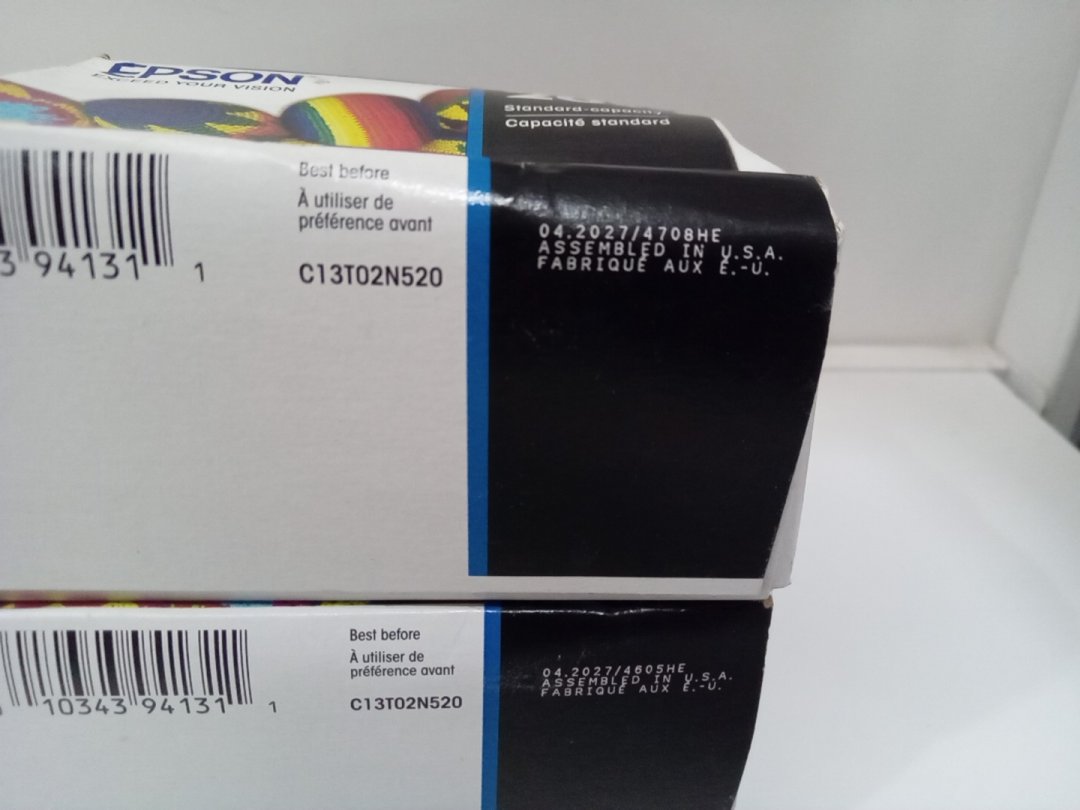 EPSON
EXCEED YOUR VISION
Standard-capacity
Capacité standard
Best before
À utiliser de
préférence avant
C13T02N520
3 94131 1
04.2027/4708HE
ASSEMBLED IN U.S.A.
FABRIQUÉ AUX É.-U.
Best before
À utiliser de
préférence avant
C13T02N520
10343 94131 1
04.2027/4605HE
ASSEMBLED IN U.S.A.
FABRIQUÉ AUX É.-U.